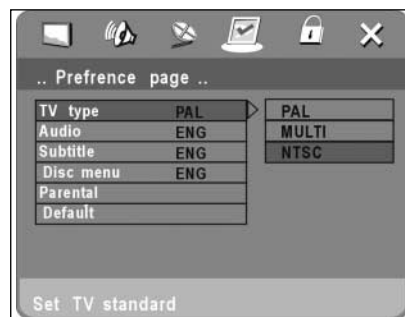 .. Prefrence page ..
TV type PAL PAL
Audio ENG MULTI
Subtitle ENG NTSC
Disc menu ENG
Parental
Default
Set TV standard